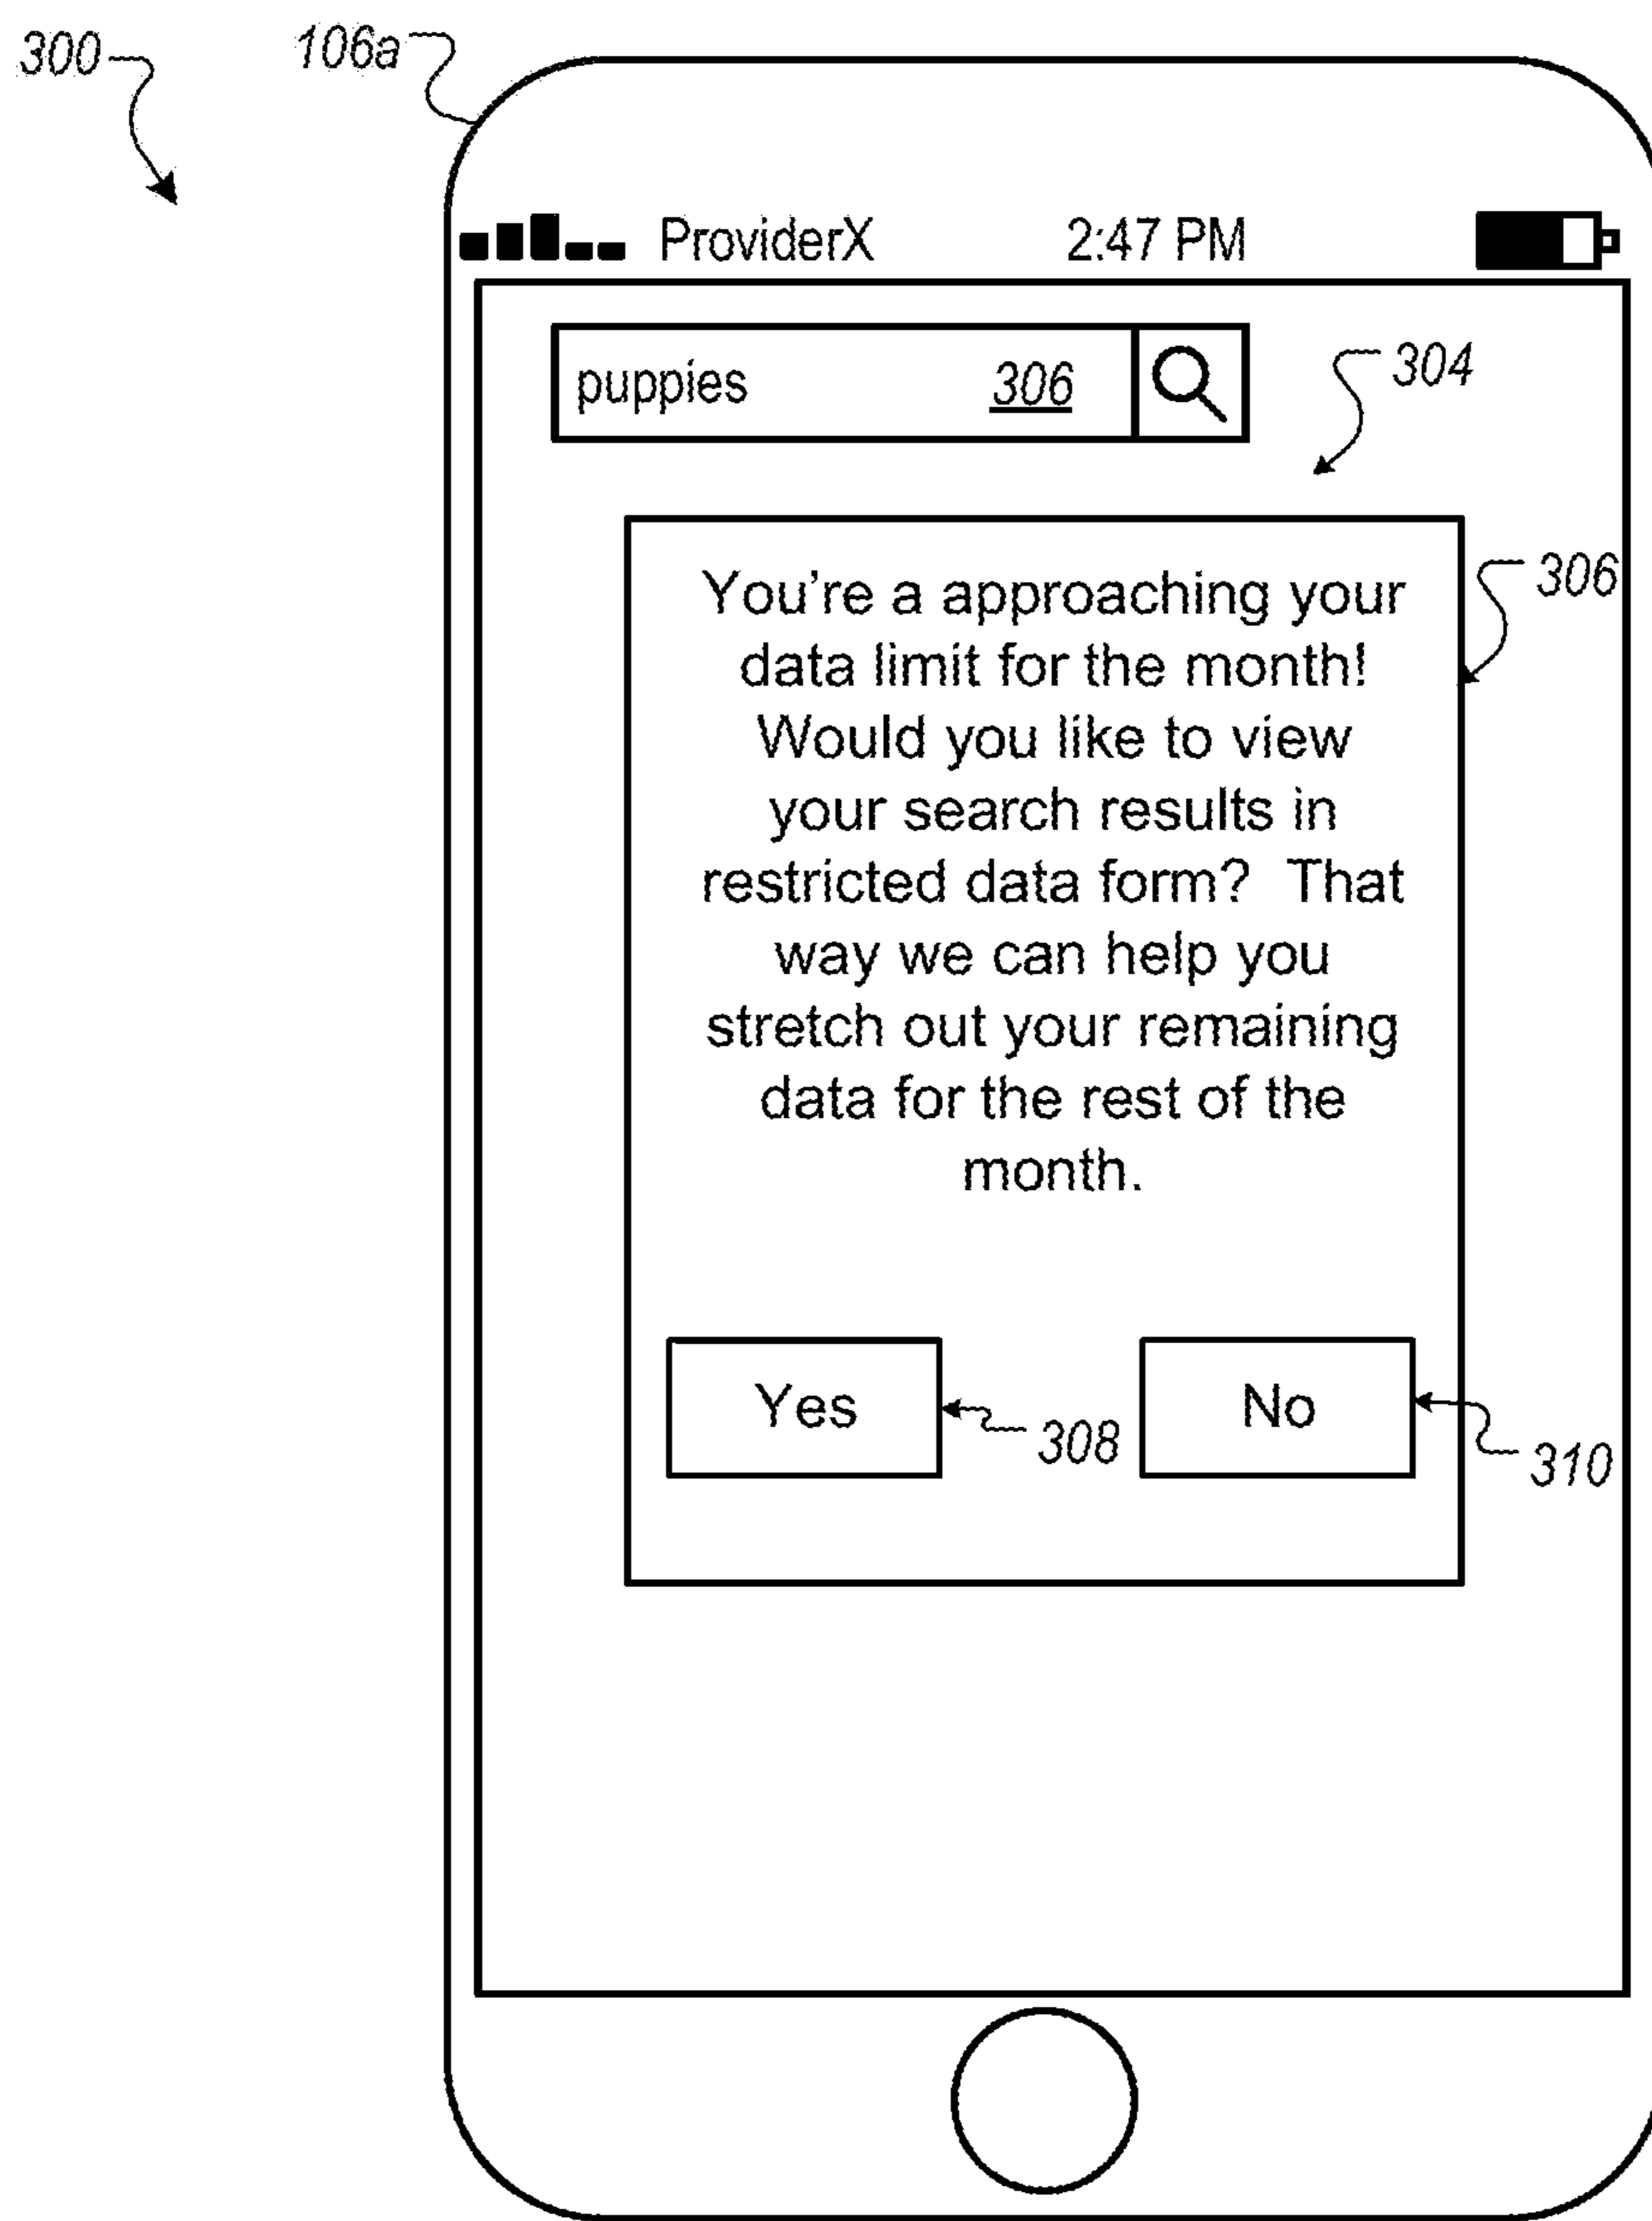 300
106a
ProviderX 2:47 PM
puppies 306
304
306
You're a approaching your
data limit for the month!
Would you like to view
your search results in
restricted data form?  That
way we can help you
stretch out your remaining
data for the rest of the
month.
Yes
308
No
310